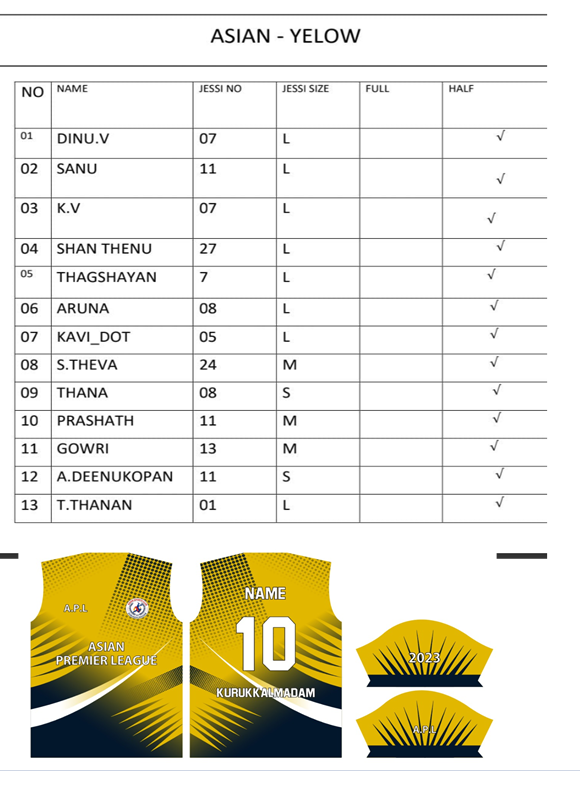 ASIAN - YELOW
NO NAME JESSI NO JESSI SIZE FULL HALF
01 DINU.V 07 L √
02 SANU 11 L √
03 K.V 07 L √
04 SHAN THENU 27 L √
05 THAGSHAYAN 7 L √
06 ARUNA 08 L √
07 KAVI_DOT 05 L √
08 S.THEVA 24 M √
09 THANA 08 S √
10 PRASHATH 11 M √
11 GOWRI 13 M √
12 A.DEENUKOPAN 11 S √
13 T.THANAN 01 L √
A.P.L
ASIAN
PREMIER LEAGUE
NAME
10
KURUKKALMADAM
2023
A.P.L